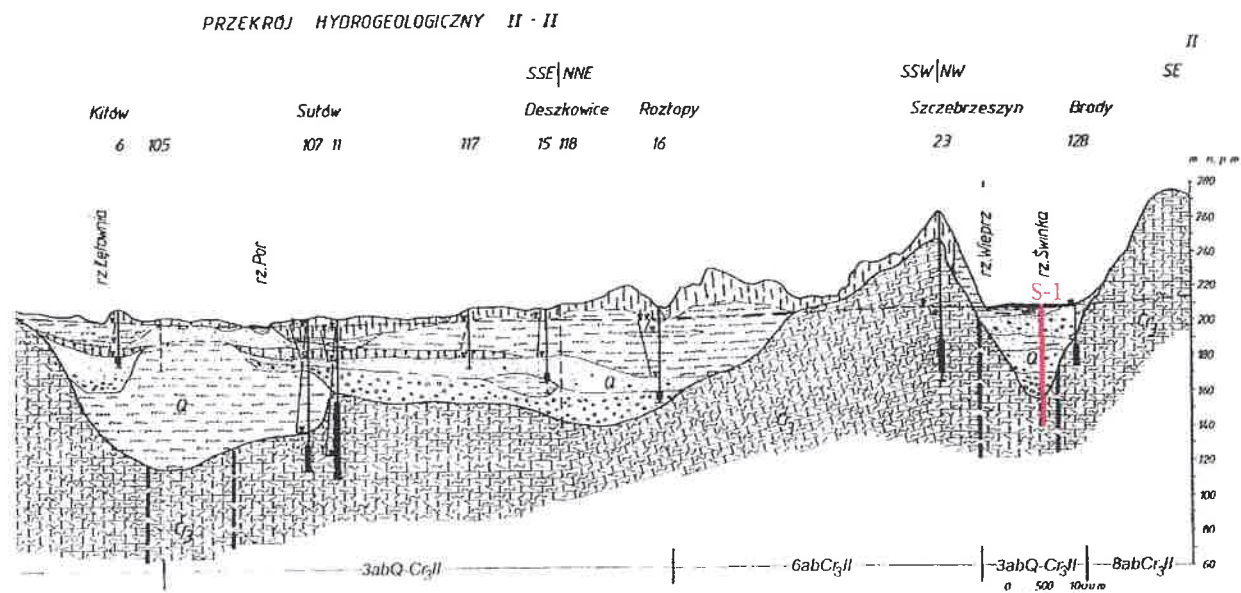 PRZEKRÓJ HYDROGEOLOGICZNY II - II
II
SSE NNE SSW NW SE
Kitów Sułów Deszkowice Rozłopy Szczebrzeszyn Brody
6 105 107 11 117 15 118 16 23 128
m n.p.m
280
260
240
220
200
180
160
140
120
100
80
60
rz. Łętownia
rz. Por
rz. Wieprz
rz. Świnka
S-1
Q
Q
Q
Cr3
Cr3
Cr3
3abQ-Cr3II 6abCr3II 3abQ-Cr3II 8abCr3II
0 500 1000m